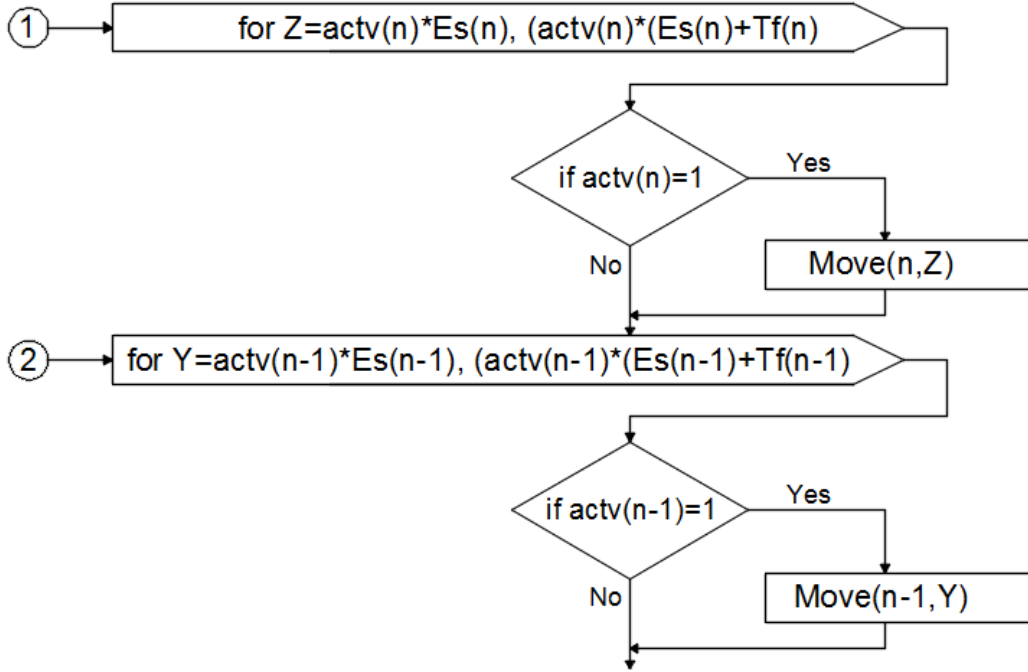 1
for Z=actv(n)*Es(n), (actv(n)*(Es(n)+Tf(n)
if actv(n)=1
Yes
No
Move(n,Z)
2
for Y=actv(n-1)*Es(n-1), (actv(n-1)*(Es(n-1)+Tf(n-1)
if actv(n-1)=1
Yes
No
Move(n-1,Y)